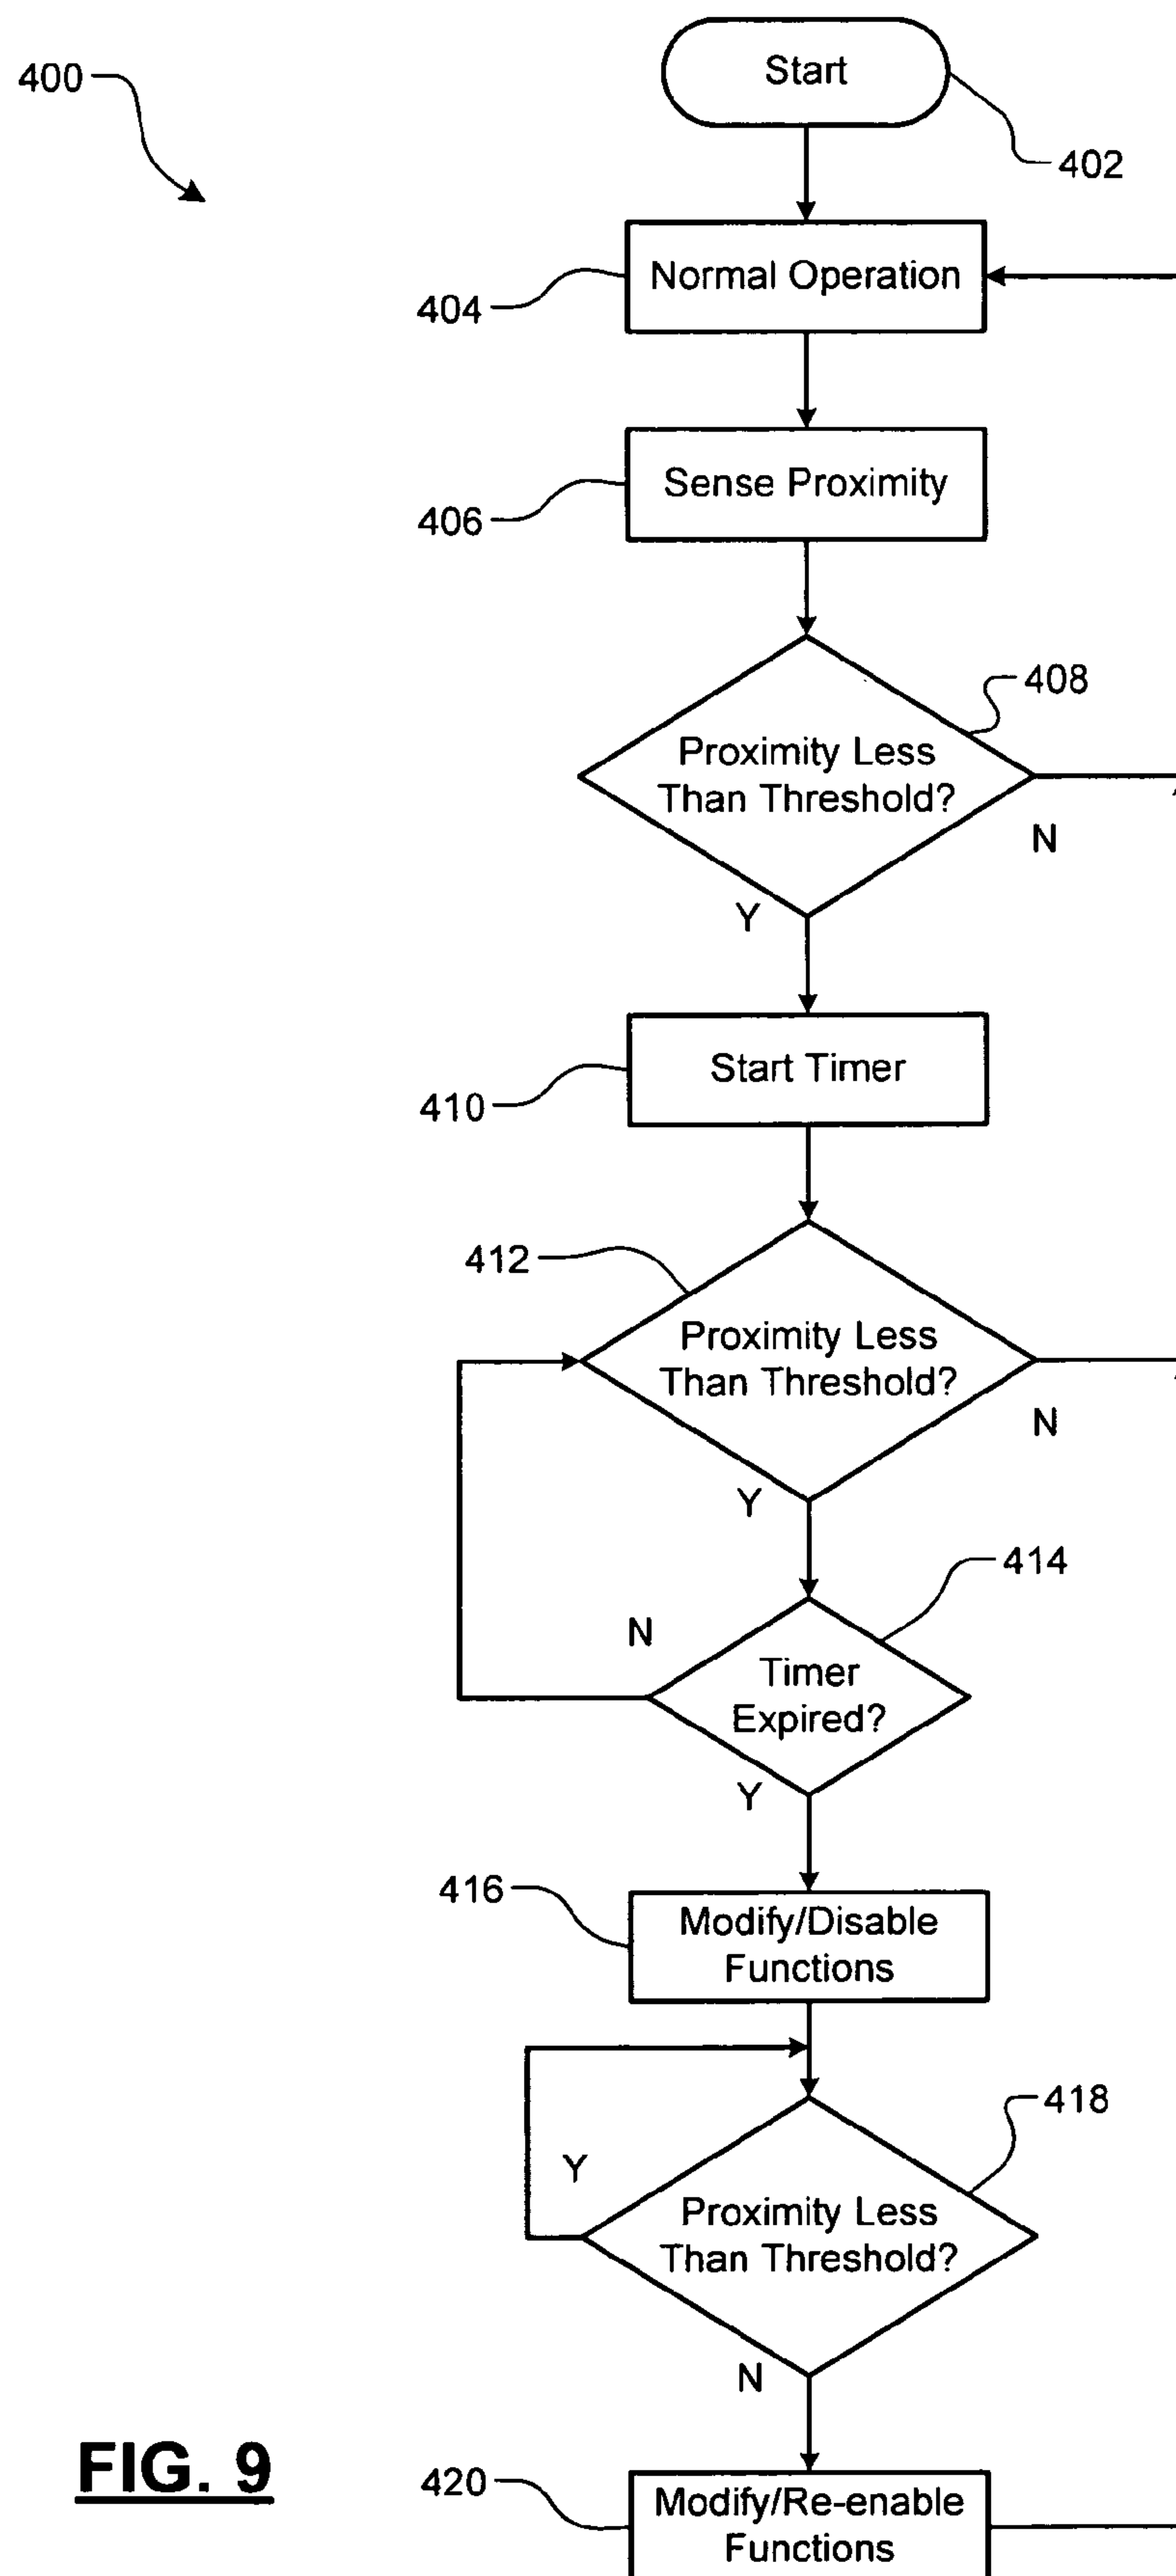 400
Start
402
Normal Operation
404
Sense Proximity
406
408
Proximity Less
Than Threshold?
N
Y
Start Timer
410
412
Proximity Less
Than Threshold?
N
Y
414
N
Timer
Expired?
Y
416
Modify/Disable
Functions
418
Y
Proximity Less
Than Threshold?
N
FIG. 9
420
Modify/Re-enable
Functions